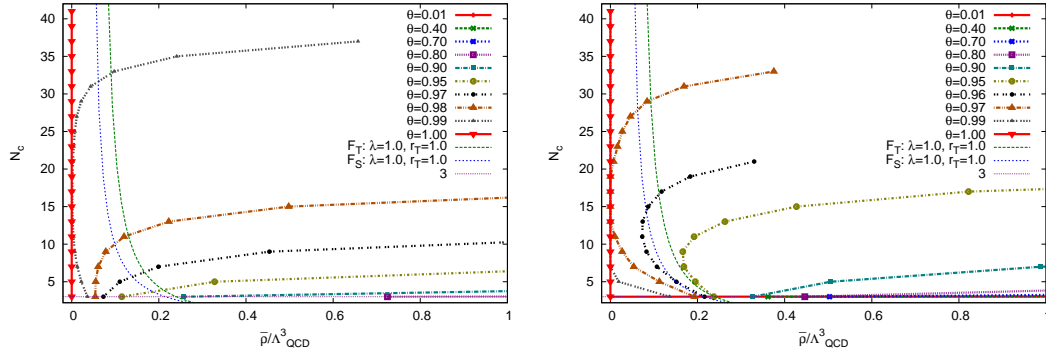 40
35
30
25
20
15
10
5
N_c
0
0.2
0.4
0.6
0.8
1
ρ̄/Λ³_QCD
θ=0.01
θ=0.40
θ=0.70
θ=0.80
θ=0.90
θ=0.95
θ=0.97
θ=0.98
θ=0.99
θ=1.00
F_T: λ=1.0, r_T=1.0
F_S: λ=1.0, r_T=1.0
3
40
35
30
25
20
15
10
5
N_c
0
0.2
0.4
0.6
0.8
1
ρ̄/Λ³_QCD
θ=0.01
θ=0.40
θ=0.70
θ=0.80
θ=0.90
θ=0.95
θ=0.96
θ=0.97
θ=0.99
θ=1.00
F_T: λ=1.0, r_T=1.0
F_S: λ=1.0, r_T=1.0
3